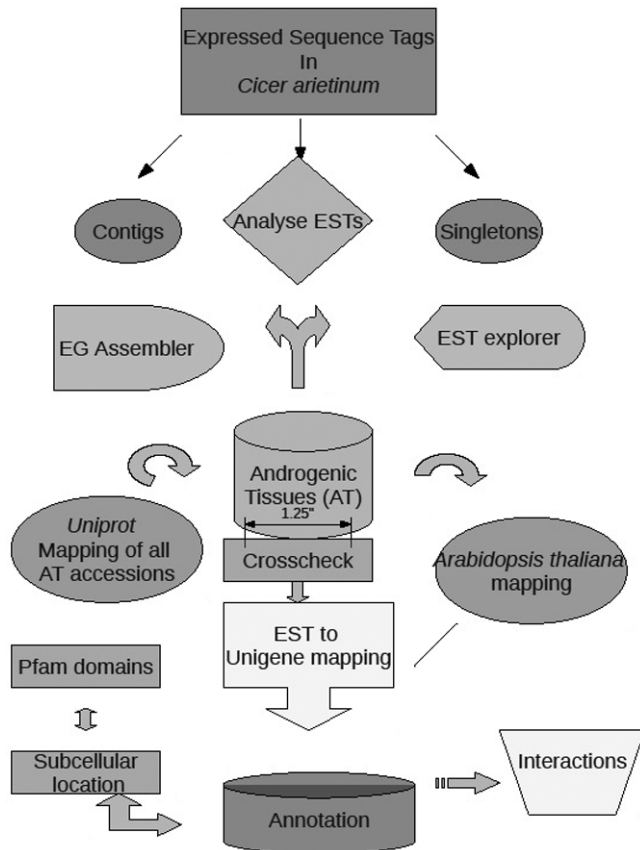 Expressed Sequence Tags
In
Cicer arietinum
Contigs
Analyse ESTs
Singletons
EG Assembler
EST explorer
Androgenic
Tissues (AT)
1.25"
Crosscheck
Uniprot
Mapping of all
AT accessions
Arabidopsis thaliana
mapping
EST to
Unigene mapping
Pfam domains
Subcellular
location
Annotation
Interactions